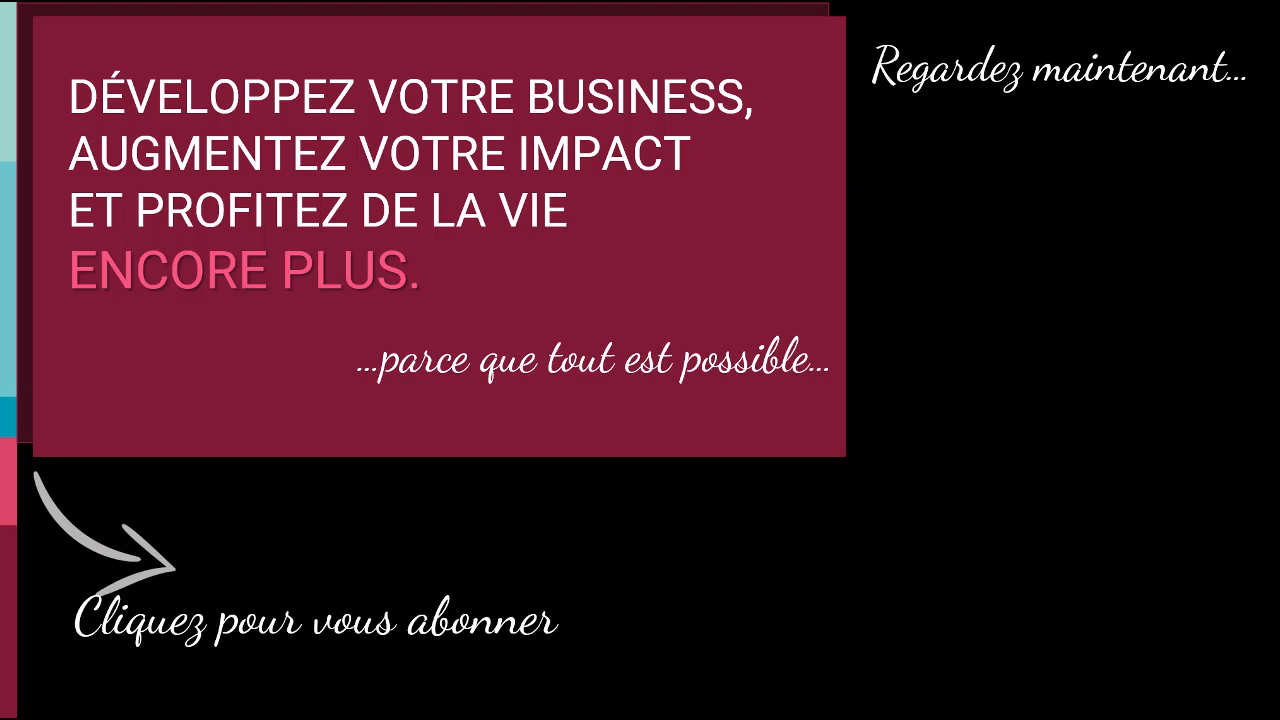 DÉVELOPPEZ VOTRE BUSINESS,
AUGMENTEZ VOTRE IMPACT
ET PROFITEZ DE LA VIE
ENCORE PLUS.
...parce que tout est possible...
Regardez maintenant...
Cliquez pour vous abonner